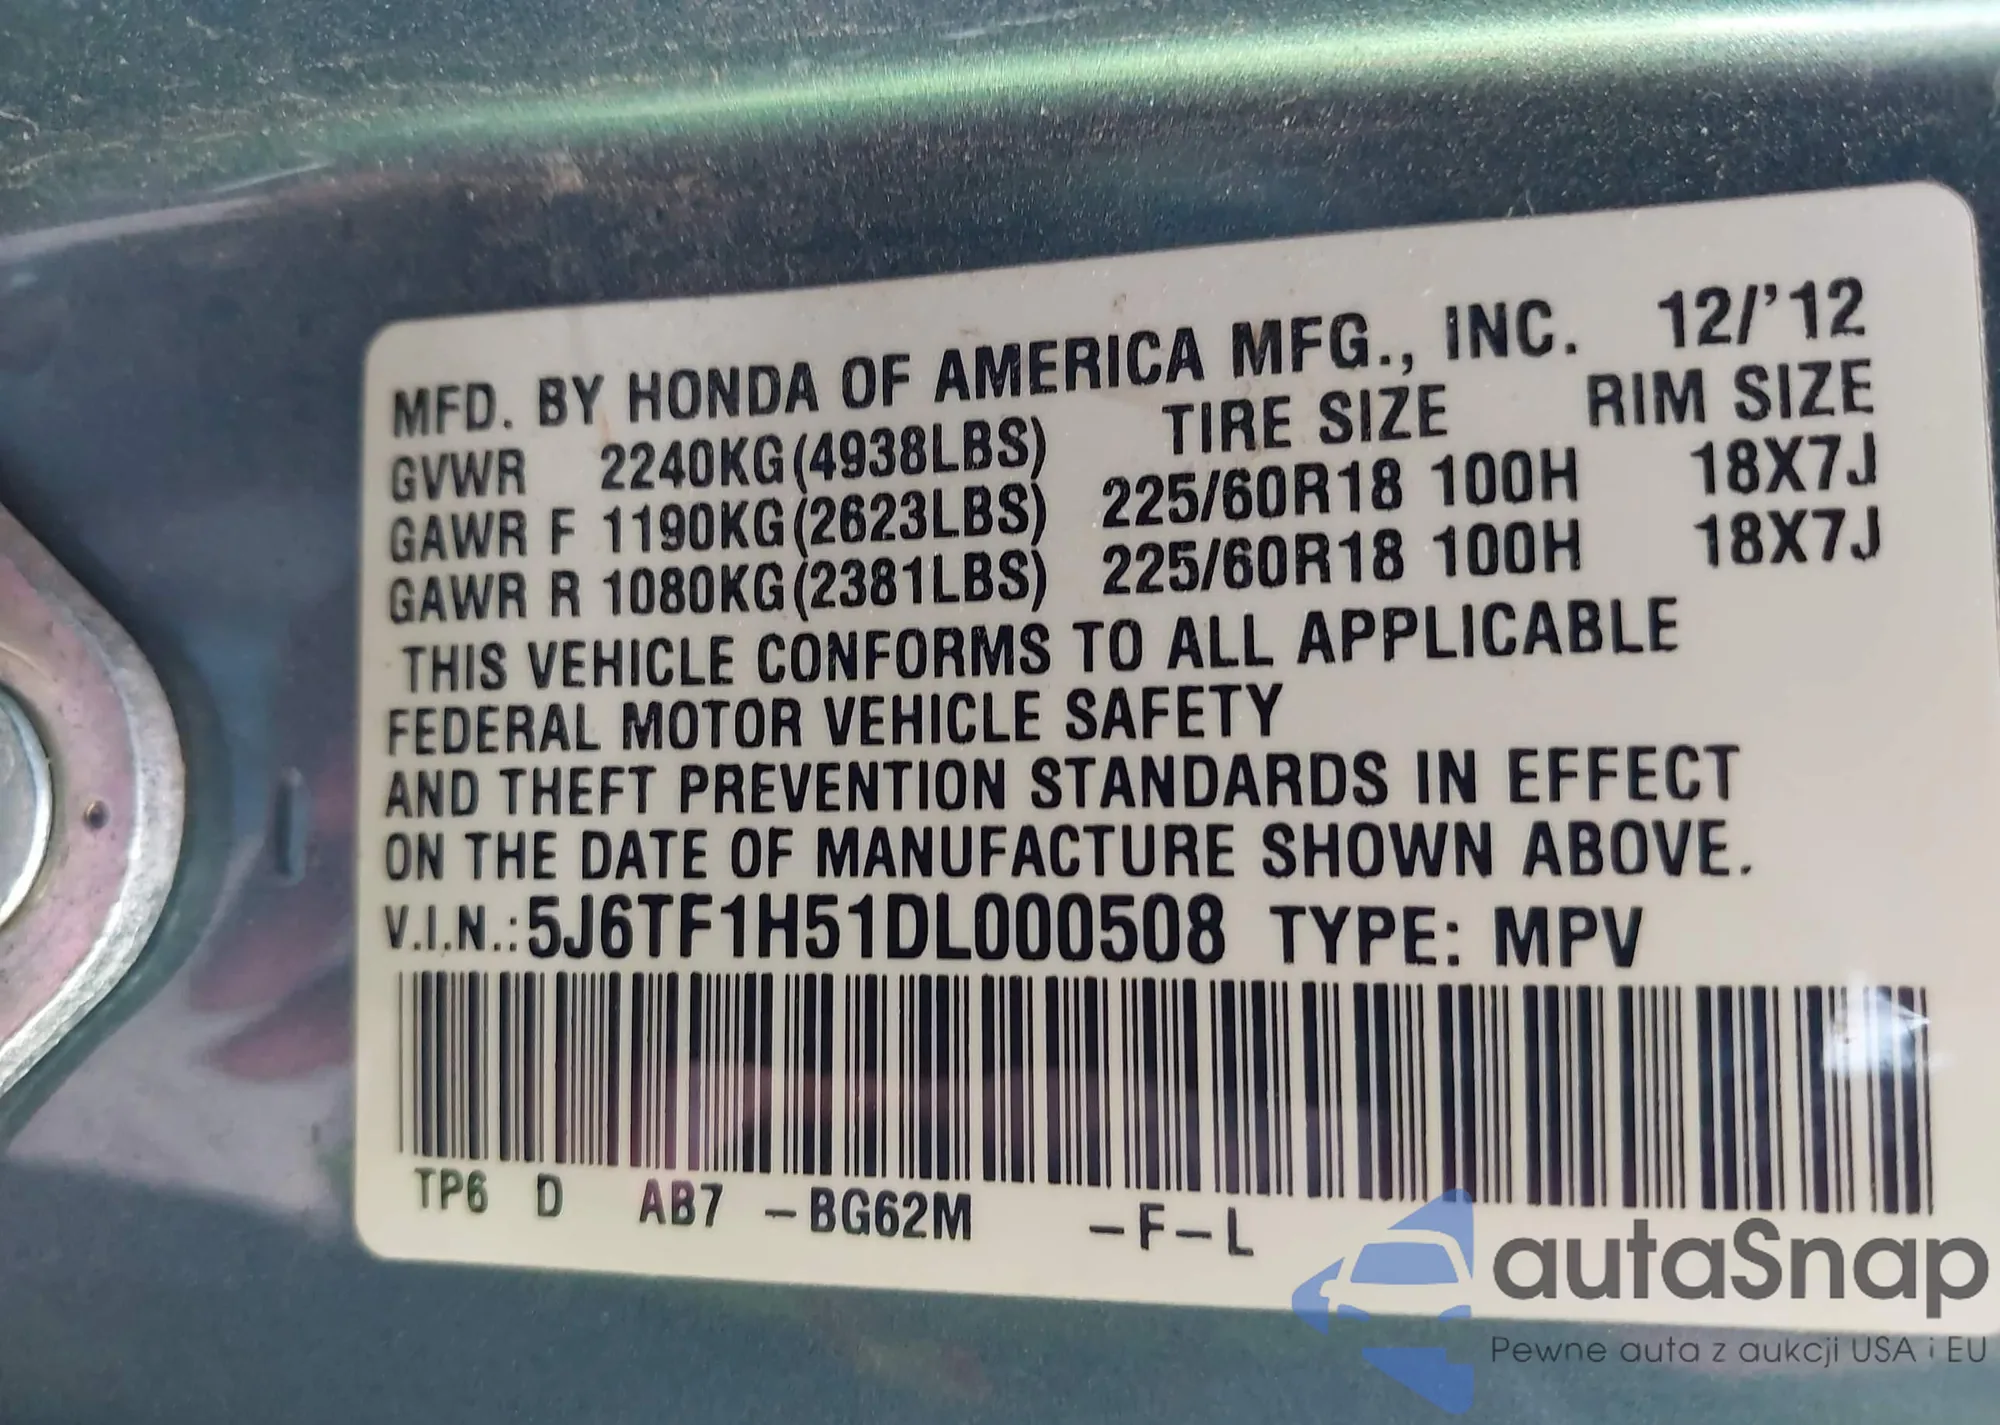 MFD. BY HONDA OF AMERICA MFG., INC. 12/'12
GVWR 2240KG(4938LBS) TIRE SIZE RIM SIZE
GAWR F 1190KG(2623LBS) 225/60R18 100H 18X7J
GAWR R 1080KG(2381LBS) 225/60R18 100H 18X7J
THIS VEHICLE CONFORMS TO ALL APPLICABLE
FEDERAL MOTOR VEHICLE SAFETY
AND THEFT PREVENTION STANDARDS IN EFFECT
ON THE DATE OF MANUFACTURE SHOWN ABOVE.
V.I.N.:5J6TF1H51DL000508 TYPE: MPV
TP6 D AB7 -BG62M -F-L
autaSnap
Pewne auta z aukcji USA i EU